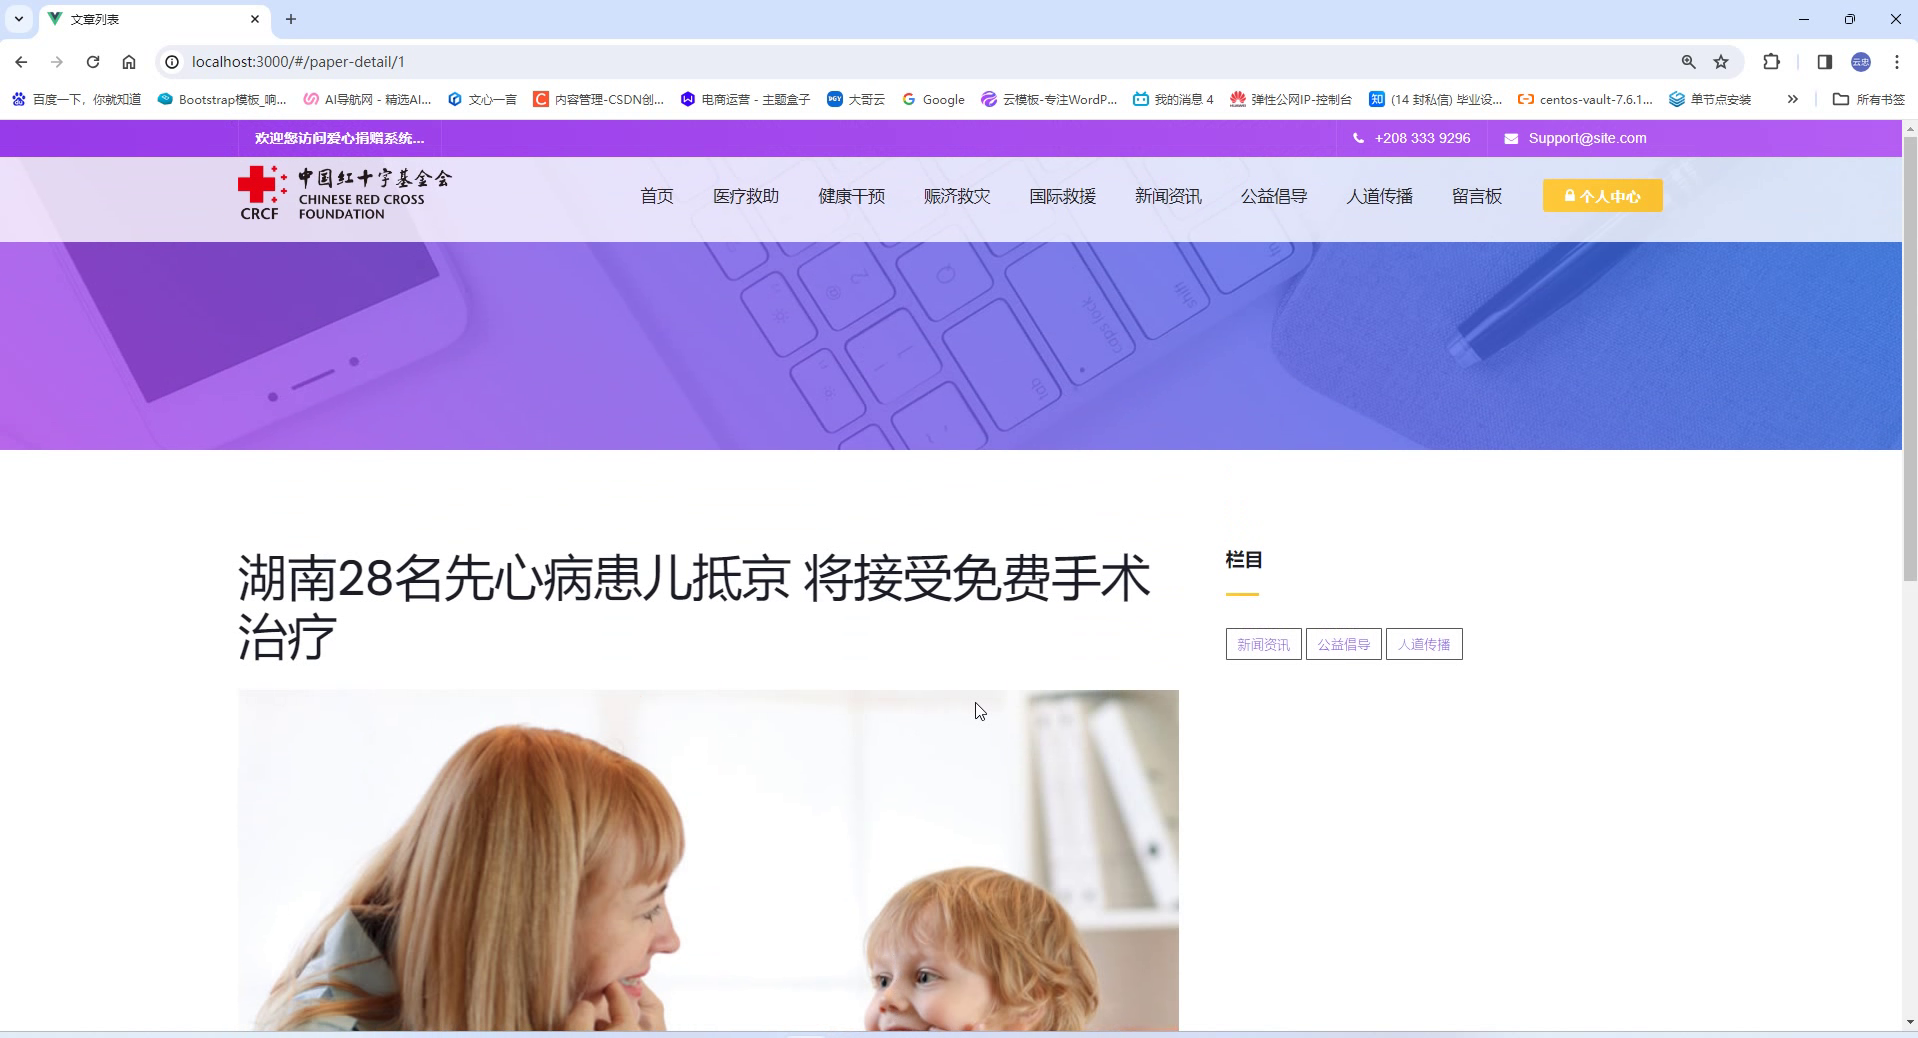 文章列表
localhost:3000/#/paper-detail/1
云忠
百度一下，你就知道
Bootstrap模板_响...
AI导航网 - 精选AI...
文心一言
内容管理-CSDN创...
电商运营 - 主题盒子
大哥云
Google
云模板-专注WordP...
我的消息 4
弹性公网IP-控制台
(14 封私信) 毕业设...
centos-vault-7.6.1...
单节点安装
所有书签
欢迎您访问爱心捐赠系统...
+208 333 9296
Support@site.com
中国红十字基金会
CHINESE RED CROSS
FOUNDATION
CRCF
首页
医疗救助
健康干预
赈济救灾
国际救援
新闻资讯
公益倡导
人道传播
留言板
个人中心
shift
caps lock
tab
湖南28名先心病患儿抵京 将接受免费手术
治疗
栏目
新闻资讯
公益倡导
人道传播